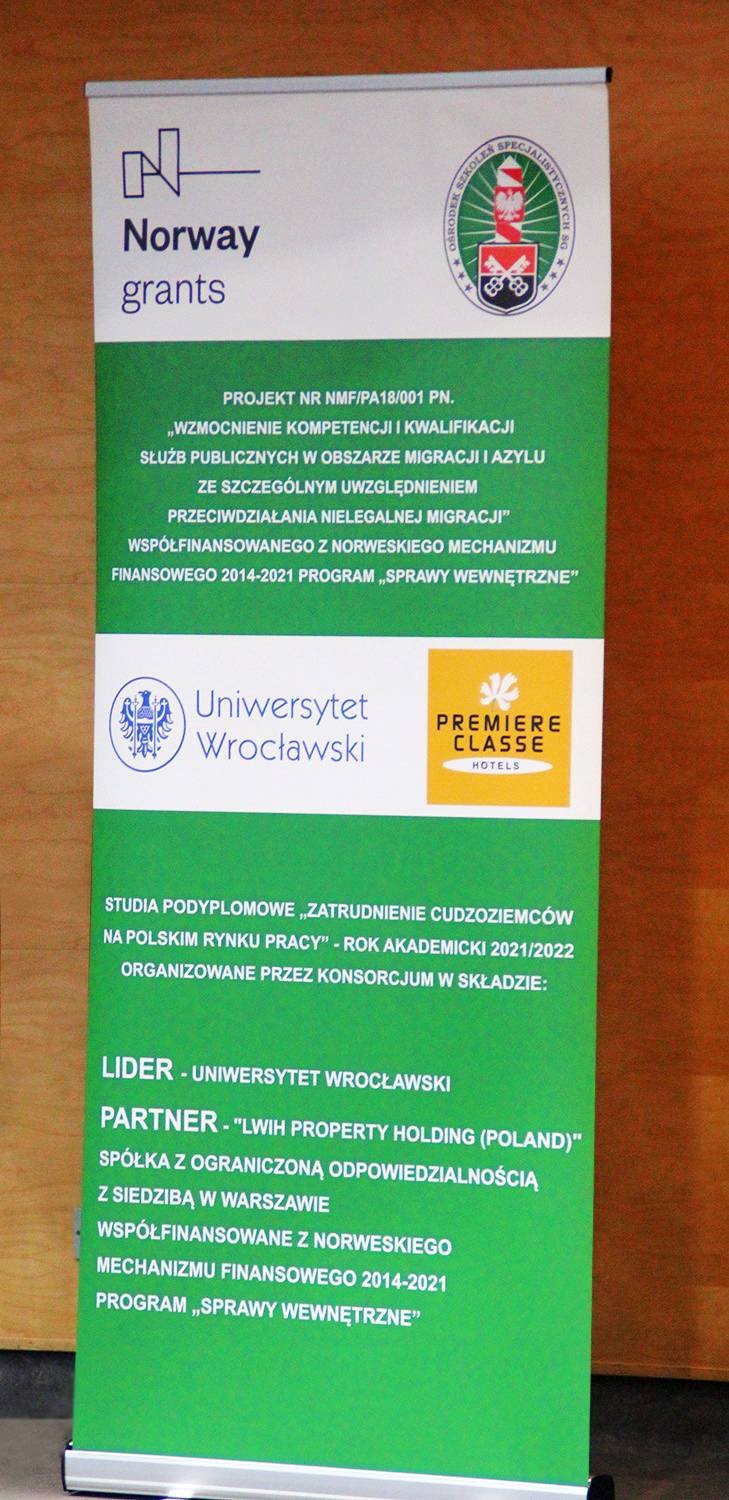 Norway
grants
OŚRODEK SZKOLEŃ SPECJALISTYCZNYCH SG
PROJEKT NR NMF/PA18/001 PN.
„WZMOCNIENIE KOMPETENCJI I KWALIFIKACJI
SŁUŻB PUBLICZNYCH W OBSZARZE MIGRACJI I AZYLU
ZE SZCZEGÓLNYM UWZGLĘDNIENIEM
PRZECIWDZIAŁANIA NIELEGALNEJ MIGRACJI”
WSPÓŁFINANSOWANEGO Z NORWESKIEGO MECHANIZMU
FINANSOWEGO 2014-2021 PROGRAM „SPRAWY WEWNĘTRZNE”
Uniwersytet
Wrocławski
PREMIERE
CLASSE
HOTELS
STUDIA PODYPLOMOWE „ZATRUDNIENIE CUDZOZIEMCÓW
NA POLSKIM RYNKU PRACY” - ROK AKADEMICKI 2021/2022
ORGANIZOWANE PRZEZ KONSORCJUM W SKŁADZIE:
LIDER - UNIWERSYTET WROCŁAWSKI
PARTNER - "LWIH PROPERTY HOLDING (POLAND)"
SPÓŁKA Z OGRANICZONĄ ODPOWIEDZIALNOŚCIĄ
Z SIEDZIBĄ W WARSZAWIE
WSPÓŁFINANSOWANE Z NORWESKIEGO
MECHANIZMU FINANSOWEGO 2014-2021
PROGRAM „SPRAWY WEWNĘTRZNE”